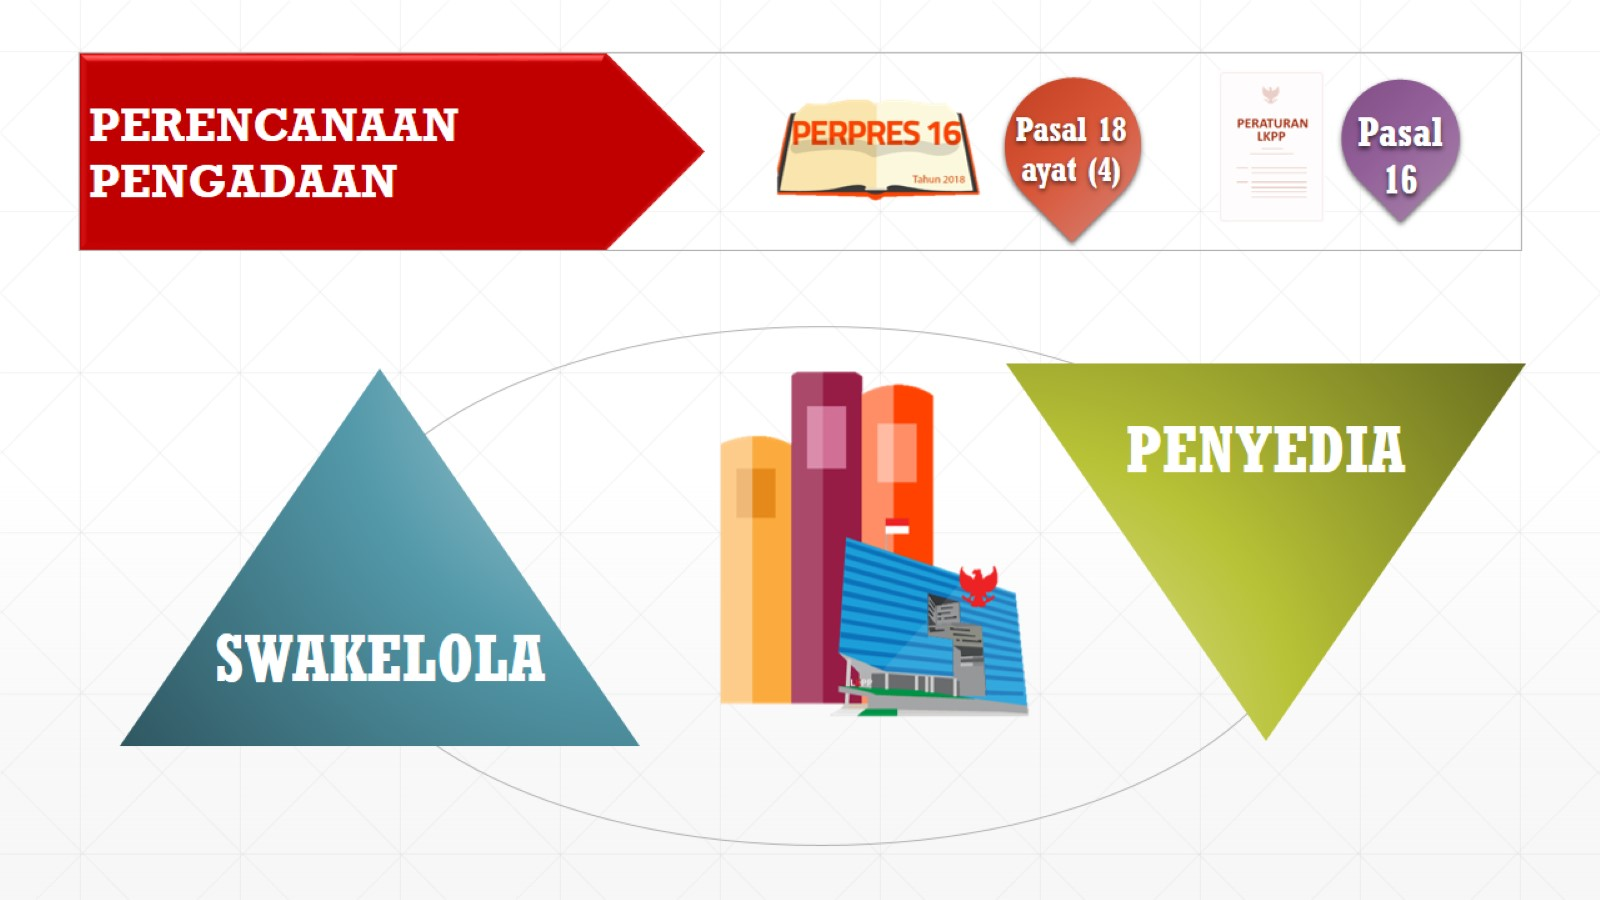 PERENCANAAN
PENGADAAN
PERPRES 16
Tahun 2018
Pasal 18
ayat (4)
PERATURAN
LKPP
Pasal
16
SWAKELOLA
PENYEDIA